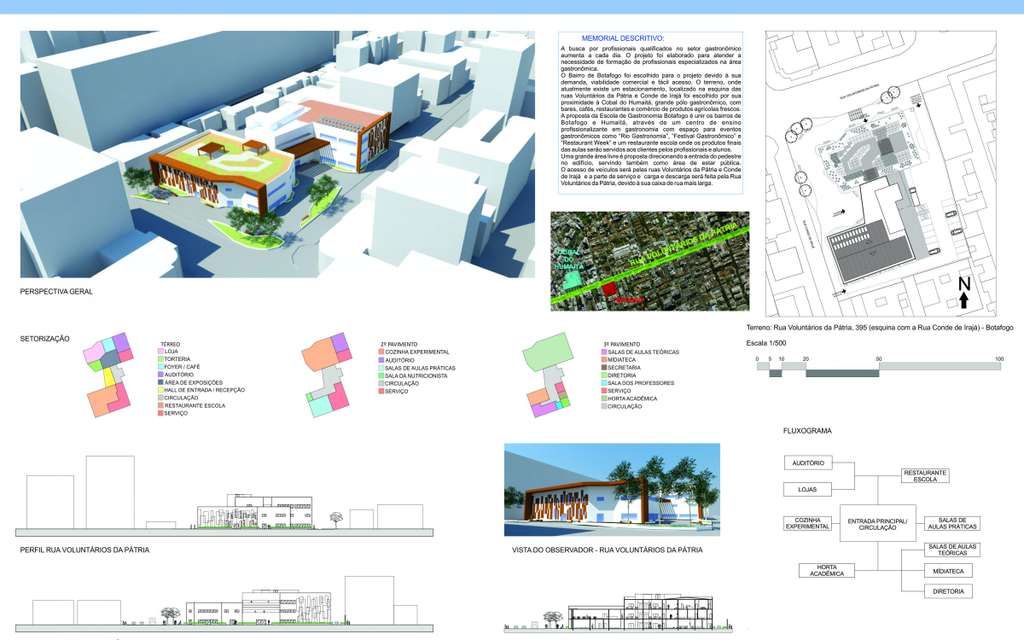 MEMORIAL DESCRITIVO:
A busca por profissionais qualificados no setor gastronômico
aumenta a cada dia. O projeto foi elaborado para atender a
necessidade de formação de profissionais especializados na área
gastronômica.
O Bairro de Botafogo foi escolhido para o projeto devido à sua
demanda, viabilidade comercial e fácil acesso. O terreno, onde
atualmente existe um estacionamento, localizado na esquina das
ruas Voluntários da Pátria e Conde de Irajá foi escolhido por sua
proximidade à Cobal do Humaitá, grande pólo gastronômico, com
bares, cafés, restaurantes e comércio de produtos agrícolas frescos.
A proposta da Escola de Gastronomia Botafogo é unir os bairros de
Botafogo e Humaitá, através de um centro de ensino
profissionalizante em gastronomia com espaço para eventos
gastronômicos como "Rio Gastronomia", "Festival Gastronômico" e
"Restaurant Week" e um restaurante escola onde os produtos finais
das aulas serão servidos aos clientes pelos profissionais e alunos.
Uma grande área livre é proposta direcionando a entrada do pedestre
no edifício, servindo também como área de estar pública.
O acesso de veículos será pelas ruas Voluntários da Pátria e Conde
de Irajá e a parte de serviço e carga e descarga será feita pela Rua
Voluntários da Pátria, devido à sua caixa de rua mais larga.
RUA VOLUNTÁRIOS DA PÁTRIA
COBAL
DO
HUMAITÁ
N
PERSPECTIVA GERAL
Terreno: Rua Voluntários da Pátria, 395 (esquina com a Rua Conde de Irajá) - Botafogo
Escala 1/500
0 5 10 20 50 100
SETORIZAÇÃO
TÉRREO
LOJA
TORTERIA
FOYER / CAFÉ
AUDITÓRIO
ÁREA DE EXPOSIÇÕES
HALL DE ENTRADA / RECEPÇÃO
CIRCULAÇÃO
RESTAURANTE ESCOLA
SERVIÇO
2º PAVIMENTO
COZINHA EXPERIMENTAL
AUDITÓRIO
SALAS DE AULAS PRÁTICAS
SALA DA NUTRICIONISTA
CIRCULAÇÃO
SERVIÇO
3º PAVIMENTO
SALAS DE AULAS TEÓRICAS
MÍDIATECA
SECRETARIA
DIRETORIA
SALA DOS PROFESSORES
SERVIÇO
HORTA ACADÊMICA
CIRCULAÇÃO
FLUXOGRAMA
AUDITÓRIO
LOJAS
RESTAURANTE
ESCOLA
COZINHA
EXPERIMENTAL
ENTRADA PRINCIPAL/
CIRCULAÇÃO
SALAS DE
AULAS PRÁTICAS
SALAS DE AULAS
TEÓRICAS
HORTA
ACADÊMICA
MÍDIATECA
DIRETORIA
PERFIL RUA VOLUNTÁRIOS DA PÁTRIA
VISTA DO OBSERVADOR - RUA VOLUNTÁRIOS DA PÁTRIA